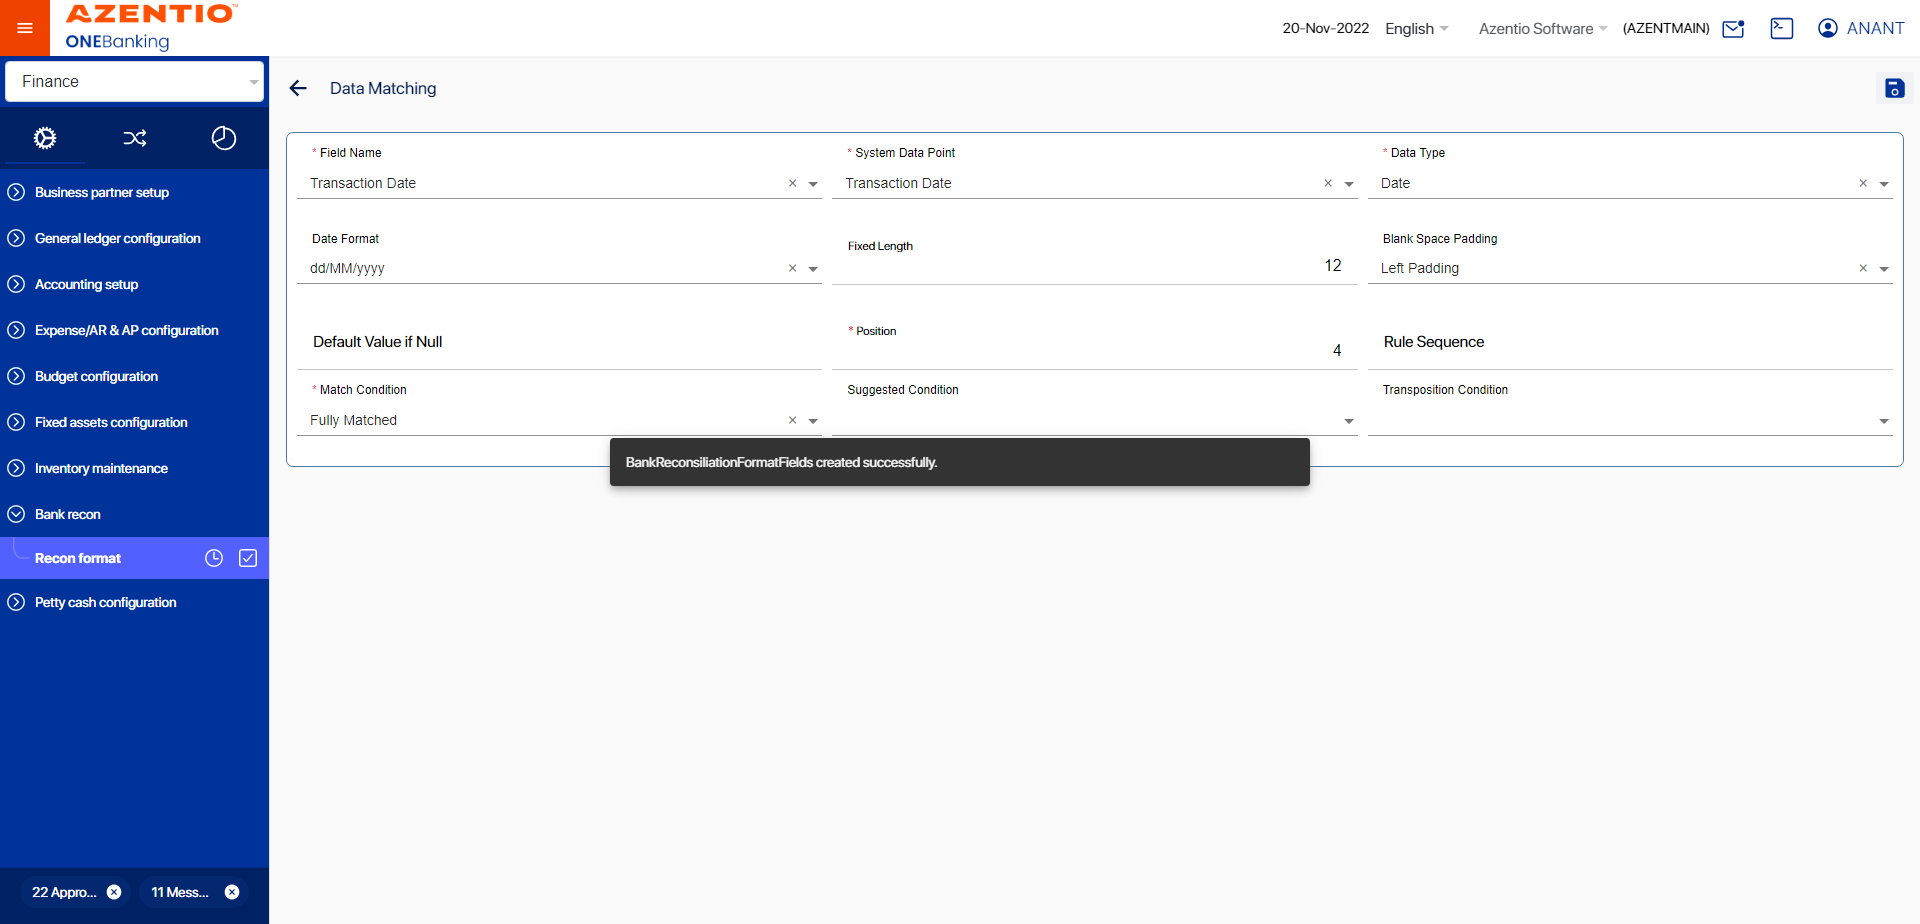 AZENTIO™
ONEBanking
20-Nov-2022 English Azentio Software (AZENTMAIN) ANANT
Finance
Data Matching
* Field Name
Transaction Date
* System Data Point
Transaction Date
* Data Type
Date
Date Format
dd/MM/yyyy
Fixed Length
12
Blank Space Padding
Left Padding
Default Value if Null
* Position
4
Rule Sequence
* Match Condition
Fully Matched
Suggested Condition
Transposition Condition
BankReconsiliationFormatFields created successfully.
Business partner setup
General ledger configuration
Accounting setup
Expense/AR & AP configuration
Budget configuration
Fixed assets configuration
Inventory maintenance
Bank recon
Recon format
Petty cash configuration
22 Appro... 11 Mess...